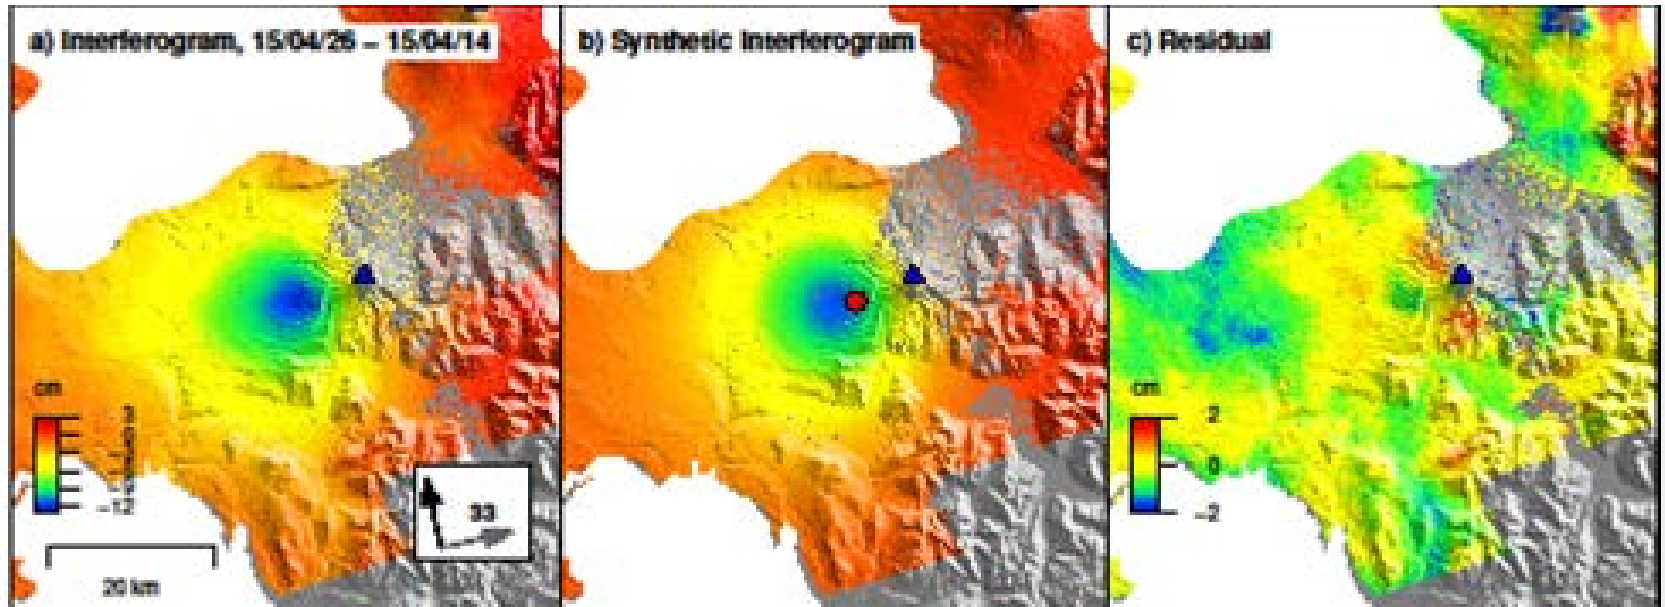 a) Interferogram, 15/04/26 – 15/04/14
b) Synthetic Interferogram
c) Residual
cm
−12
33
20 km
cm
2
0
−2